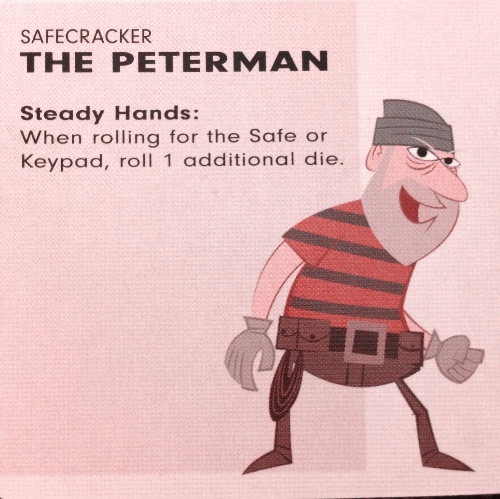 SAFECRACKER
THE PETERMAN
Steady Hands:
When rolling for the Safe or
Keypad, roll 1 additional die.